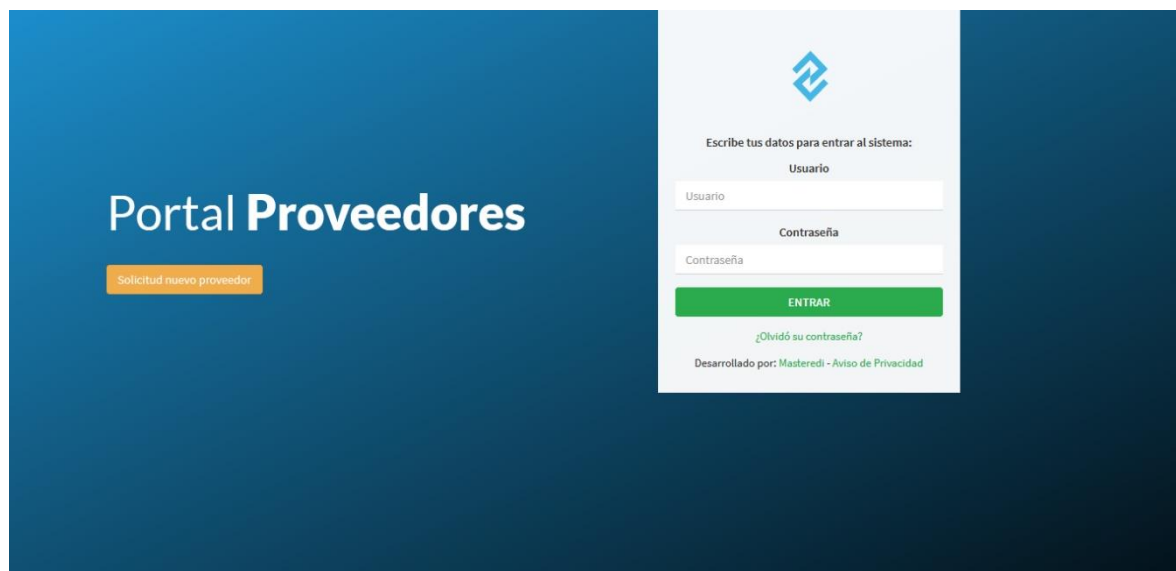 Portal Proveedores
Solicitud nuevo proveedor
Escribe tus datos para entrar al sistema:
Usuario
Usuario
Contraseña
Contraseña
ENTRAR
¿Olvidó su contraseña?
Desarrollado por: Masteredi - Aviso de Privacidad